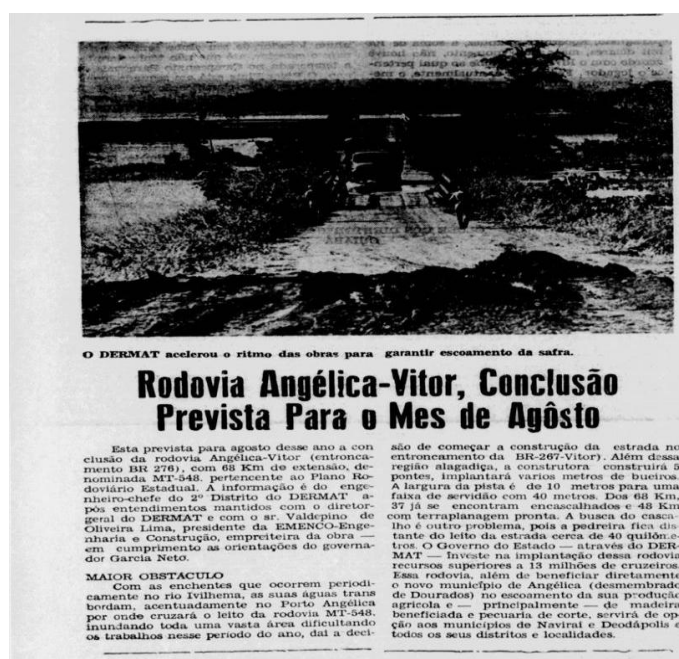 O DERMAT acelerou o ritmo das obras para garantir escoamento da safra.
Rodovia Angélica-Vitor, Conclusão
Prevista Para o Mes de Agôsto
Esta prevista para agosto desse ano a con
clusão da rodovia Angélica-Vitor (entronca-
mento BR 276), com 68 Km de extensão, de-
nominada MT-548, pertencente ao Plano Ro-
doviário Estadual. A informação é do enge-
nheiro-chefe do 2º Distrito do DERMAT a-
pós entendimentos mantidos com o diretor-
geral do DERMAT e com o sr. Valdepino de
Oliveira Lima, presidente da EMENCO-Enge-
nharia e Construção, empreiteira da obra —
em cumprimento as orientações do governa-
dor Garcia Neto.
MAIOR OBSTÁCULO
Com as enchentes que ocorrem periodi-
camente no rio Ivilhema, as suas águas trans
bordam, acentuadamente no Porto Angélica
por onde cruzará o leito da rodovia MT-548.
inundando toda uma vasta área dificultando
os trabalhos nesse período do ano, daí a deci-
são de começar a construção da estrada no
entroncamento da BR-267-Vitor). Além dessa
região alagadiça, a construtora construirá 5
pontes, implantará varios metros de bueiros.
A largura da pista é de 10 metros para uma
faixa de servidão com 40 metros. Dos 68 Km,
37 já se encontram encascalhados e 48 Km
com terraplanagem pronta. A busca do casca-
lho é outro problema, pois a pedreira fica dis-
tante do leito da estrada cerca de 40 quilôme-
tros. O Governo do Estado — através do DER-
MAT — Investe na implantação dessa rodovia
recursos superiores a 13 milhões de cruzeiros.
Essa rodovia, além de beneficiar diretamente
o novo município de Angélica (desmembrado
de Dourados) no escoamento da sua produção
agricola e — principalmente — de madeira
beneficiada e pecuaria de corte, servirá de op-
ção aos municipios de Naviraí e Deodápolis e
todos os seus distritos e localidades.